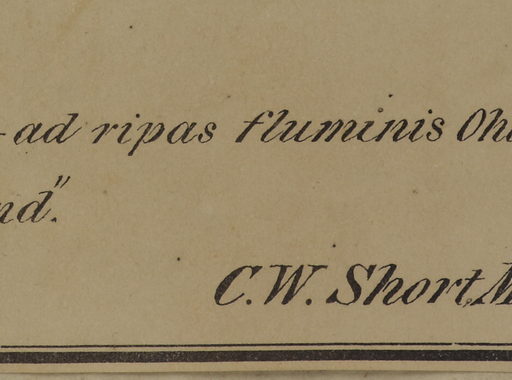 -ad ripas fluminis
nd".
C.W. Short,